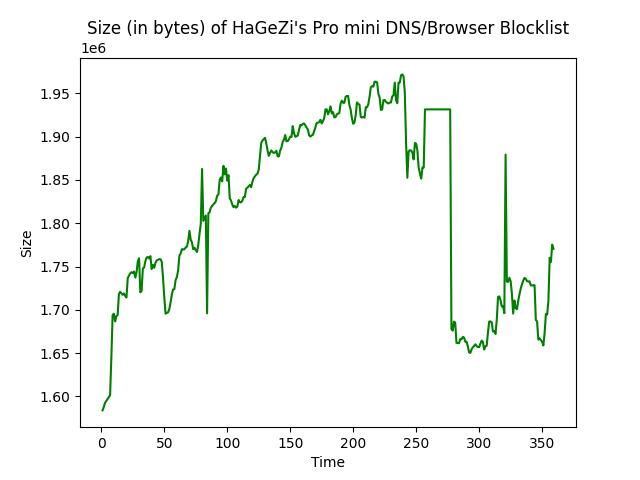 Size (in bytes) of HaGeZi's Pro mini DNS/Browser Blocklist
1e6
1.95
1.90
1.85
1.80
1.75
1.70
1.65
1.60
Size
0 50 100 150 200 250 300 350
Time